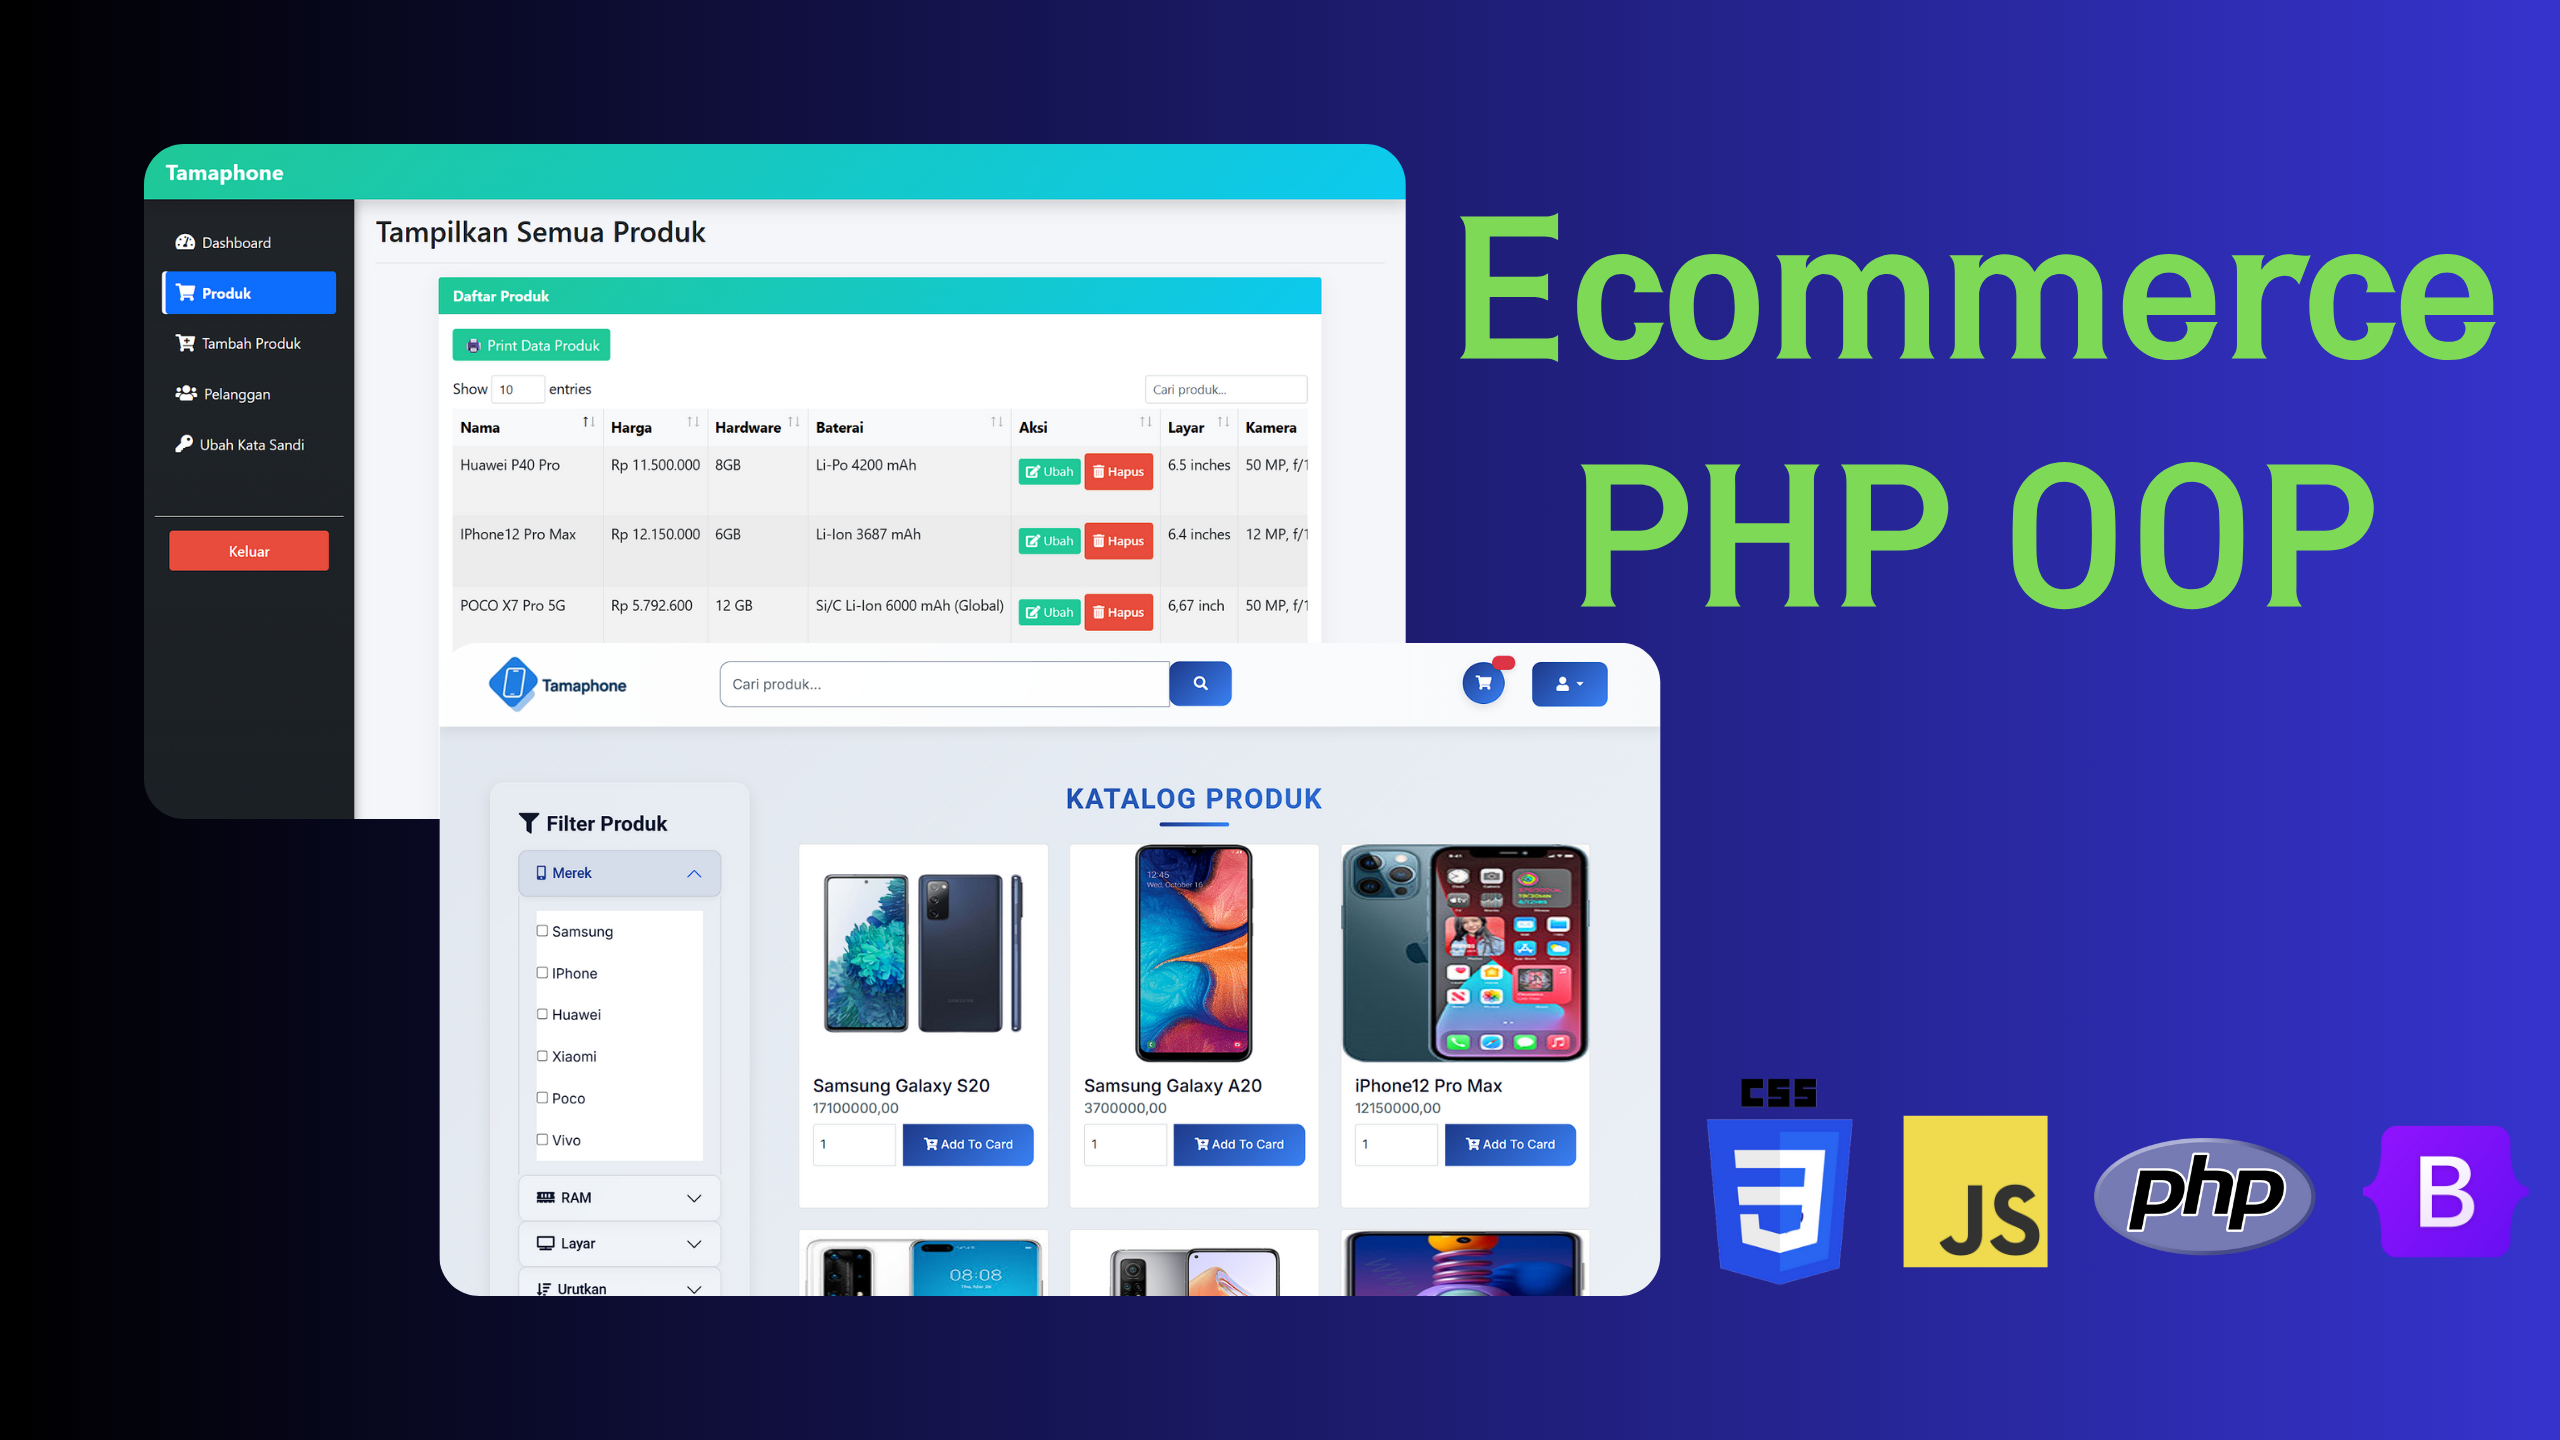 Tamaphone
Dashboard
Produk
Tambah Produk
Pelanggan
Ubah Kata Sandi
Keluar
Tampilkan Semua Produk
Daftar Produk
Print Data Produk
Show 10 entries
Cari produk...
Nama Harga Hardware Baterai Aksi Layar Kamera
Huawei P40 Pro Rp 11.500.000 8GB Li-Po 4200 mAh Ubah Hapus 6.5 inches 50 MP, f/1
IPhone12 Pro Max Rp 12.150.000 6GB Li-Ion 3687 mAh Ubah Hapus 6.4 inches 12 MP, f/1
POCO X7 Pro 5G Rp 5.792.600 12 GB Si/C Li-Ion 6000 mAh (Global) Ubah Hapus 6,67 inch 50 MP, f/1
Ecommerce
PHP OOP
Tamaphone
Cari produk...
Filter Produk
Merek
Samsung
IPhone
Huawei
Xiaomi
Poco
Vivo
RAM
Layar
Urutkan
KATALOG PRODUK
12:45
Wed, October 16
Samsung Galaxy S20
17100000,00
1 Add To Card
Samsung Galaxy A20
3700000,00
1 Add To Card
iPhone12 Pro Max
12150000,00
1 Add To Card
08:08
CSS
JS
php
B